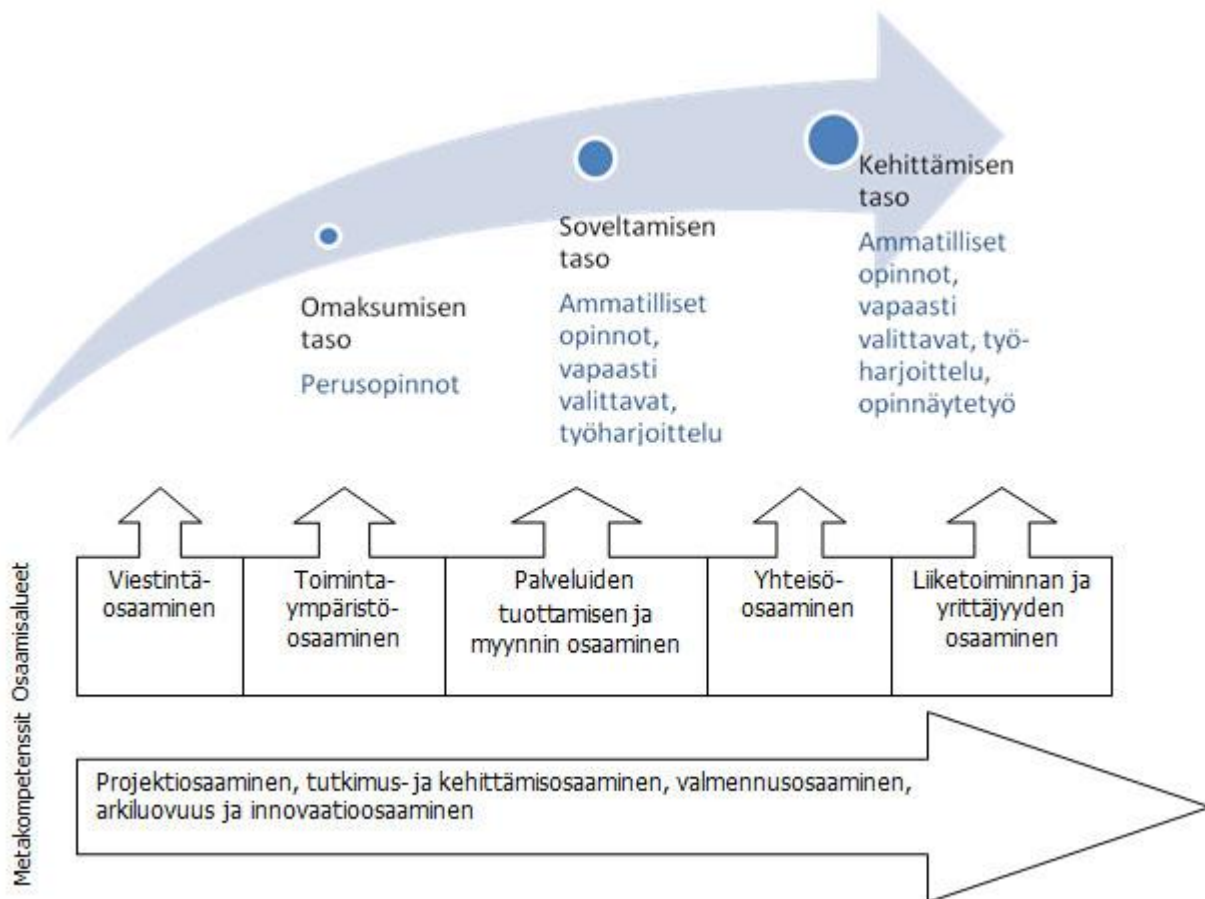 Omaksumisen
taso
Perusopinnot
Soveltamisen
taso
Ammatilliset
opinnot,
vapaasti
valittavat,
työharjoittelu
Kehittämisen
taso
Ammatilliset
opinnot,
vapaasti
valittavat, työ-
harjoittelu,
opinnäytetyö
Osaamisalueet
Viestintä-
osaaminen
Toiminta-
ympäristö-
osaaminen
Palveluiden
tuottamisen ja
myynnin osaaminen
Yhteisö-
osaaminen
Liiketoiminnan ja
yrittäjyyden
osaaminen
Metakompetenssit
Projektiosaaminen, tutkimus- ja kehittämisosaaminen, valmennusosaaminen,
arkiluovuus ja innovaatioosaaminen